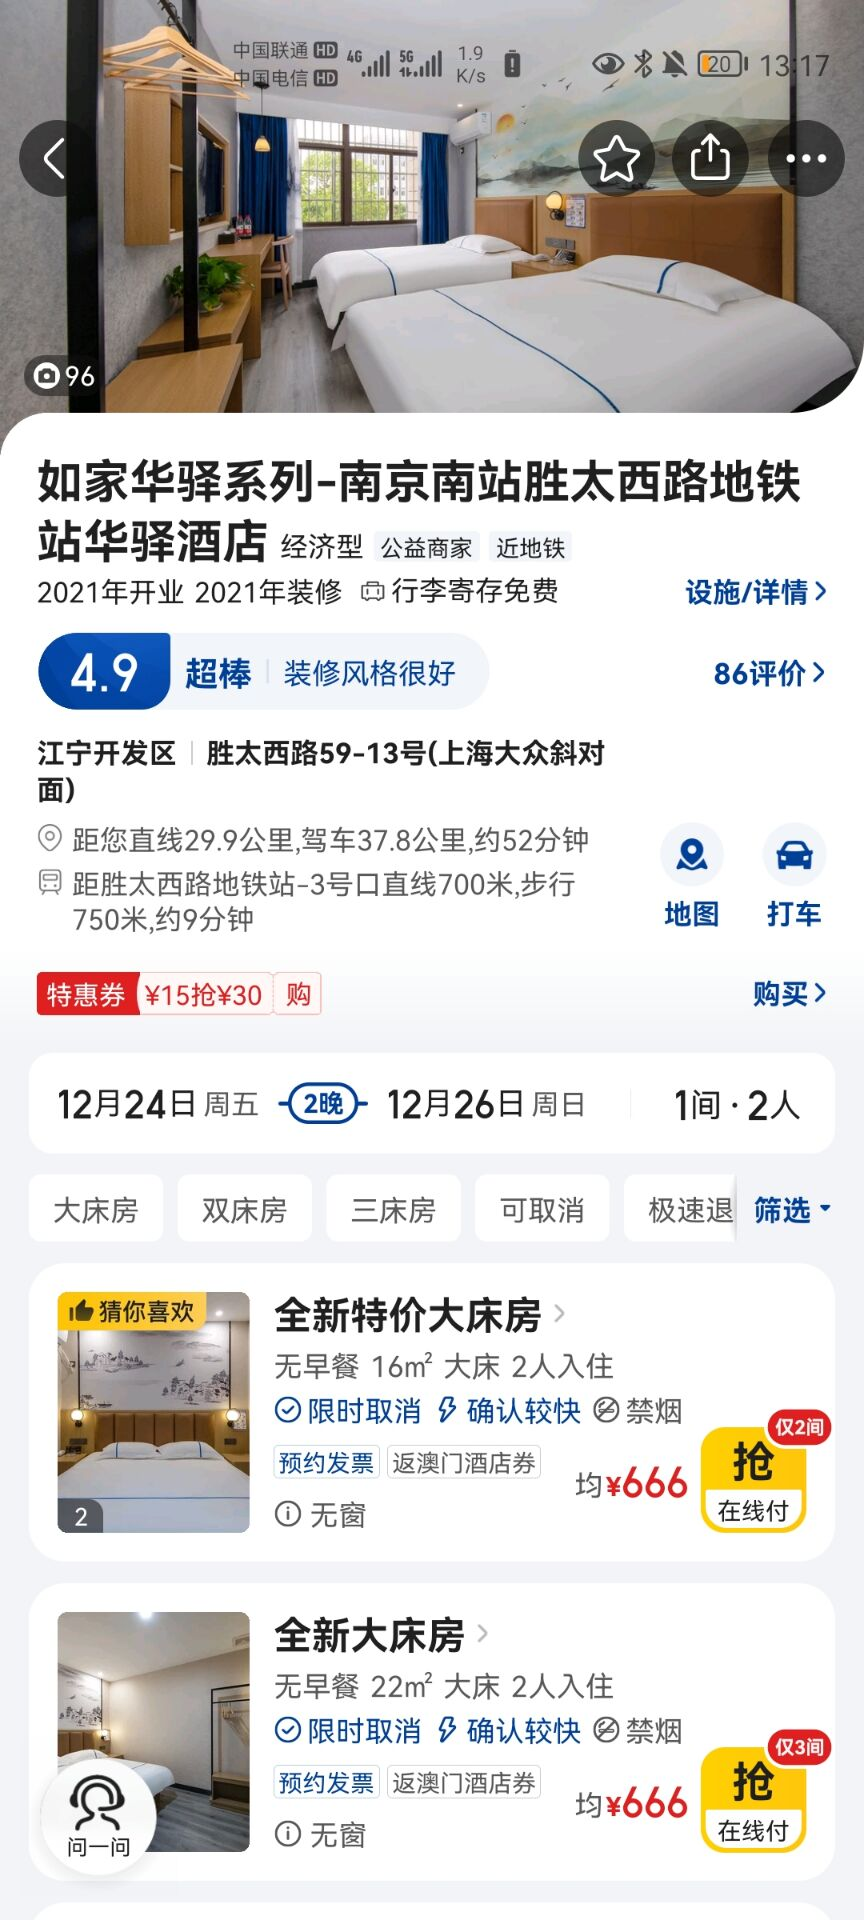 中国联通 HD 4G 5G 1.9 K/s 20 13:17
中国电信 HD
96
如家华驿系列-南京南站胜太西路地铁
站华驿酒店 经济型 公益商家 近地铁
2021年开业 2021年装修 行李寄存免费 设施/详情
4.9 超棒 装修风格很好 86评价
江宁开发区 胜太西路59-13号(上海大众斜对
面)
距您直线29.9公里,驾车37.8公里,约52分钟
距胜太西路地铁站-3号口直线700米,步行
750米,约9分钟
地图 打车
特惠券 ¥15抢¥30 购 购买
12月24日 周五 2晚 12月26日 周日 1间·2人
大床房 双床房 三床房 可取消 极速退 筛选
猜你喜欢
2
全新特价大床房
无早餐 16m² 大床 2人入住
限时取消 确认较快 禁烟
预约发票 返澳门酒店券
无窗
均¥666
仅2间
抢
在线付
全新大床房
无早餐 22m² 大床 2人入住
限时取消 确认较快 禁烟
预约发票 返澳门酒店券
无窗
均¥666
仅3间
抢
在线付
问一问